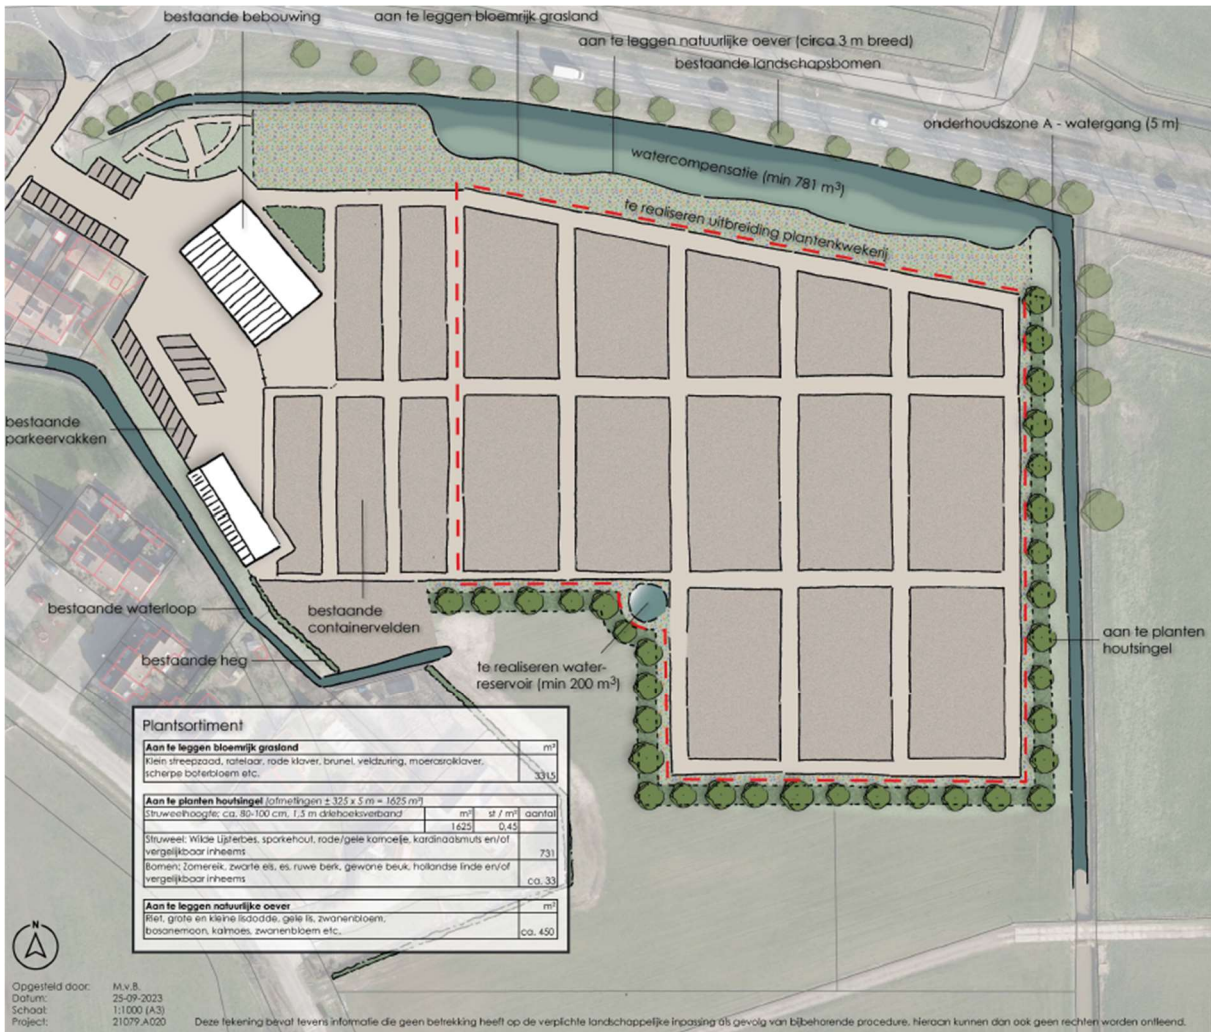 bestaande bebouwing
aan te leggen bloemrijk grasland
aan te leggen natuurlijke oever (circa 3 m breed)
bestaande landschapsbomen
onderhoudszone A - watergang (5 m)
watercompensatie (min 781 m³)
te realiseren uitbreiding plantenkwekerij
bestaande
parkeervakken
bestaande waterloop
bestaande heg
bestaande
containervelden
te realiseren water-
reservoir (min 200 m³)
aan te planten
houtsingel
Plantsortiment
Aan te leggen bloemrijk grasland m²
Klein streepzaad, ratelaar, rode klaver, brunel, veldzuring, moerasrolklaver,
scherpe boterbloem etc. 3315
Aan te planten houtsingel (afmetingen ± 325 x 5 m = 1625 m²)
Struweelhoogte: ca. 80-100 cm, 1,5 m driehoeksverband m² st / m² aantal
1625 0,45
Struweel: Wilde Lijsterbes, sporkehout, rode/gele kornoelje, kardinaalsmuts en/of
vergelijkbaar inheems 731
Bomen: Zomereik, zwarte els, es, ruwe berk, gewone beuk, hollandse linde en/of
vergelijkbaar inheems ca. 33
Aan te leggen natuurlijke oever m²
Riet, grote en kleine lisdodde, gele lis, zwanenbloem,
bosanemoon, kalmoes, zwanenbloem etc. ca. 450
N
Opgesteld door: M.v.B.
Datum: 25-09-2023
Schaal: 1:1000 (A3)
Project: 21079.A020
Deze tekening bevat tevens informatie die geen betrekking heeft op de verplichte landschappelijke inpassing als gevolg van bijbehorende procedure, hieraan kunnen dan ook geen rechten worden ontleend.